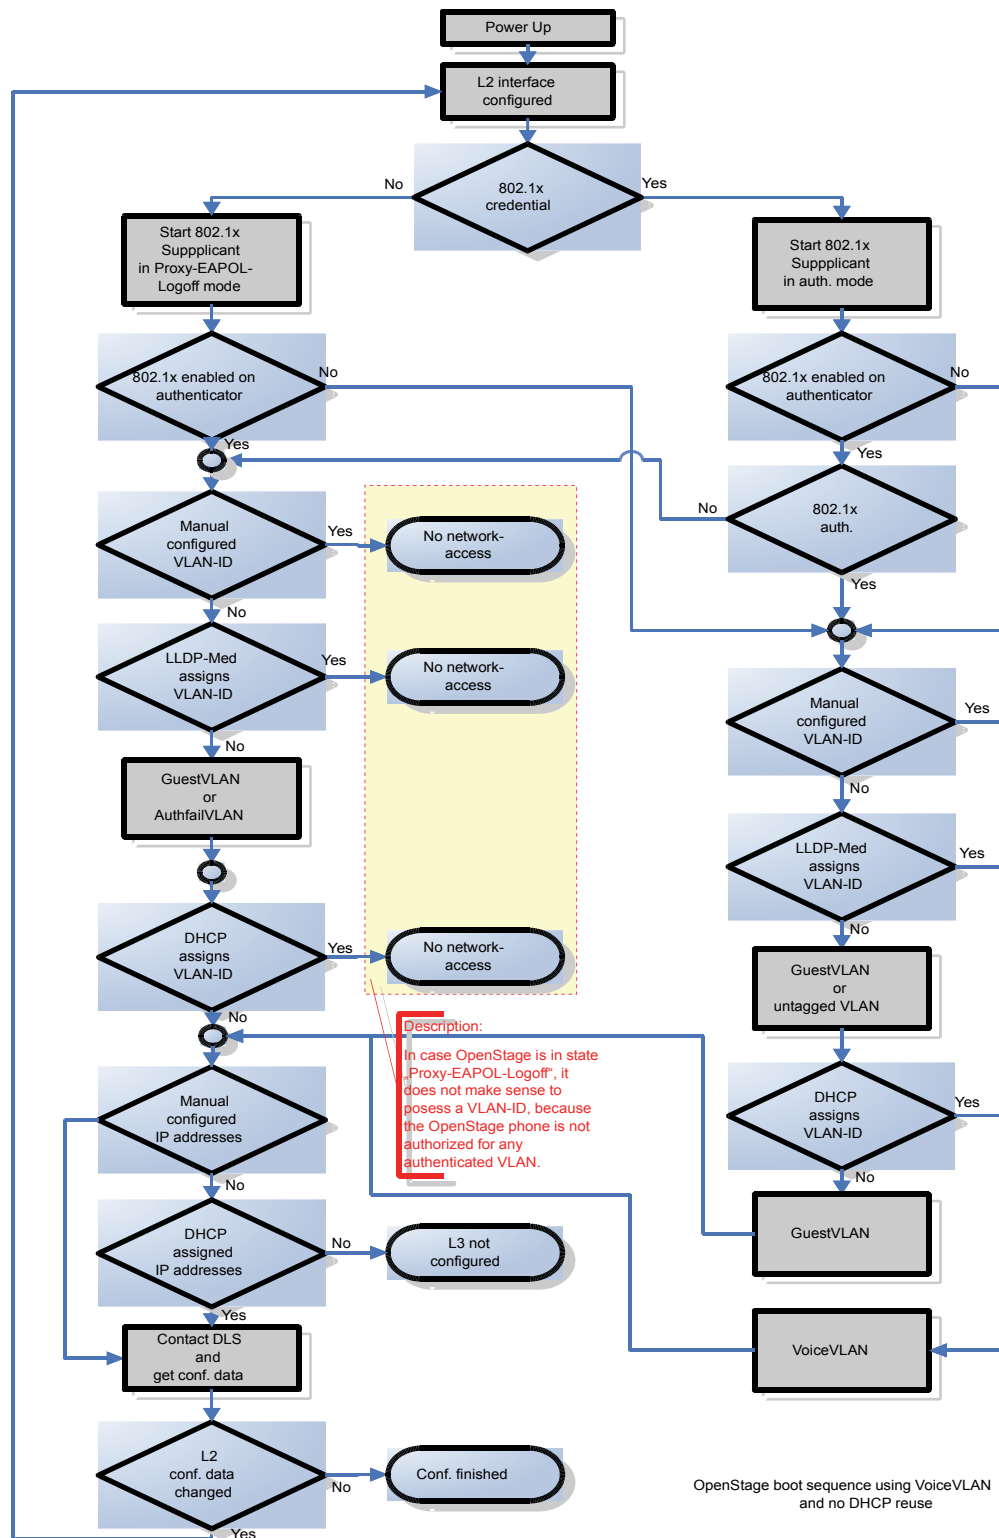 Power Up
L2 interface
configured
802.1x
credential
No
Yes
Start 802.1x
Suppplicant
in Proxy-EAPOL-
Logoff mode
Start 802.1x
Suppplicant
in auth. mode
802.1x enabled on
authenticator
No
Yes
802.1x enabled on
authenticator
No
Yes
802.1x
auth.
No
Yes
Manual
configured
VLAN-ID
Yes
No
No network-
access
LLDP-Med
assigns
VLAN-ID
Yes
No
No network-
access
Manual
configured
VLAN-ID
Yes
No
GuestVLAN
or
AuthfailVLAN
LLDP-Med
assigns
VLAN-ID
Yes
No
DHCP
assigns
VLAN-ID
Yes
No
No network-
access
GuestVLAN
or
untagged VLAN
Description:
In case OpenStage is in state
„Proxy-EAPOL-Logoff“, it
does not make sense to
posess a VLAN-ID, because
the OpenStage phone is not
authorized for any
authenticated VLAN.
Manual
configured
IP addresses
No
DHCP
assigns
VLAN-ID
Yes
No
DHCP
assigned
IP addresses
No
Yes
L3 not
configured
GuestVLAN
Contact DLS
and
get conf. data
VoiceVLAN
L2
conf. data
changed
No
Yes
Conf. finished
OpenStage boot sequence using VoiceVLAN
and no DHCP reuse